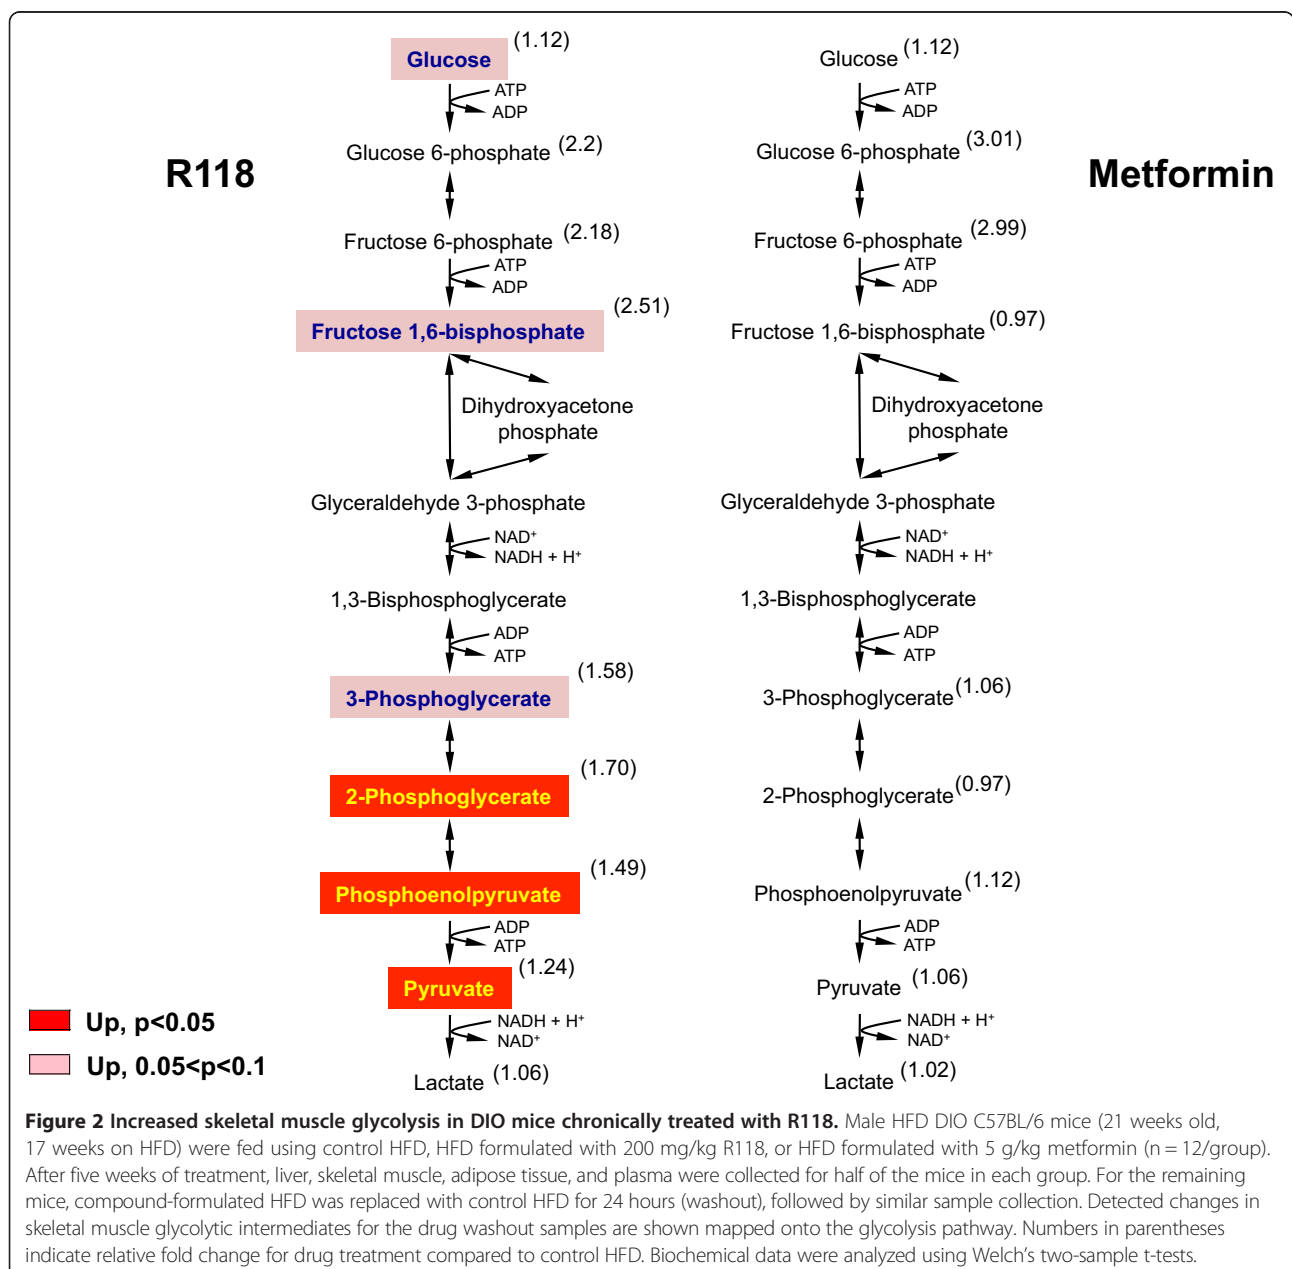 Glucose (1.12)
ATP
ADP
Glucose 6-phosphate (2.2)
R118
Fructose 6-phosphate (2.18)
ATP
ADP
Fructose 1,6-bisphosphate (2.51)
Dihydroxyacetone
phosphate
Glyceraldehyde 3-phosphate
NAD⁺
NADH + H⁺
1,3-Bisphosphoglycerate
ADP
ATP
3-Phosphoglycerate (1.58)
2-Phosphoglycerate (1.70)
Phosphoenolpyruvate (1.49)
ADP
ATP
Pyruvate (1.24)
NADH + H⁺
NAD⁺
Lactate (1.06)
Glucose (1.12)
ATP
ADP
Glucose 6-phosphate (3.01)
Metformin
Fructose 6-phosphate (2.99)
ATP
ADP
Fructose 1,6-bisphosphate (0.97)
Dihydroxyacetone
phosphate
Glyceraldehyde 3-phosphate
NAD⁺
NADH + H⁺
1,3-Bisphosphoglycerate
ADP
ATP
3-Phosphoglycerate (1.06)
2-Phosphoglycerate (0.97)
Phosphoenolpyruvate (1.12)
ADP
ATP
Pyruvate (1.06)
NADH + H⁺
NAD⁺
Lactate (1.02)
Up, p<0.05
Up, 0.05<p<0.1
Figure 2 Increased skeletal muscle glycolysis in DIO mice chronically treated with R118. Male HFD DIO C57BL/6 mice (21 weeks old,
17 weeks on HFD) were fed using control HFD, HFD formulated with 200 mg/kg R118, or HFD formulated with 5 g/kg metformin (n = 12/group).
After five weeks of treatment, liver, skeletal muscle, adipose tissue, and plasma were collected for half of the mice in each group. For the remaining
mice, compound-formulated HFD was replaced with control HFD for 24 hours (washout), followed by similar sample collection. Detected changes in
skeletal muscle glycolytic intermediates for the drug washout samples are shown mapped onto the glycolysis pathway. Numbers in parentheses
indicate relative fold change for drug treatment compared to control HFD. Biochemical data were analyzed using Welch's two-sample t-tests.